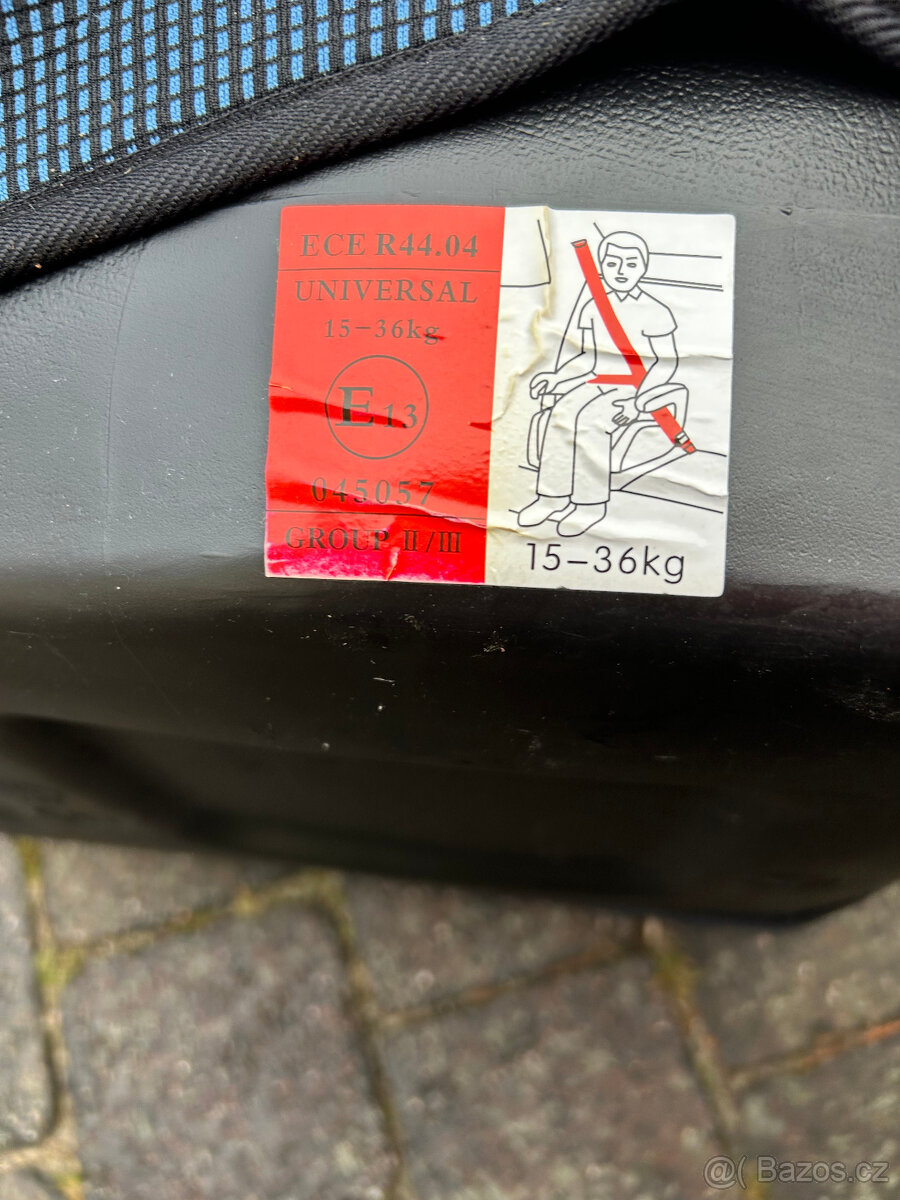 ECE R44.04
UNIVERSAL
15-36kg
E13
045057
GROUP II/III
15-36kg
@( Bazos.cz